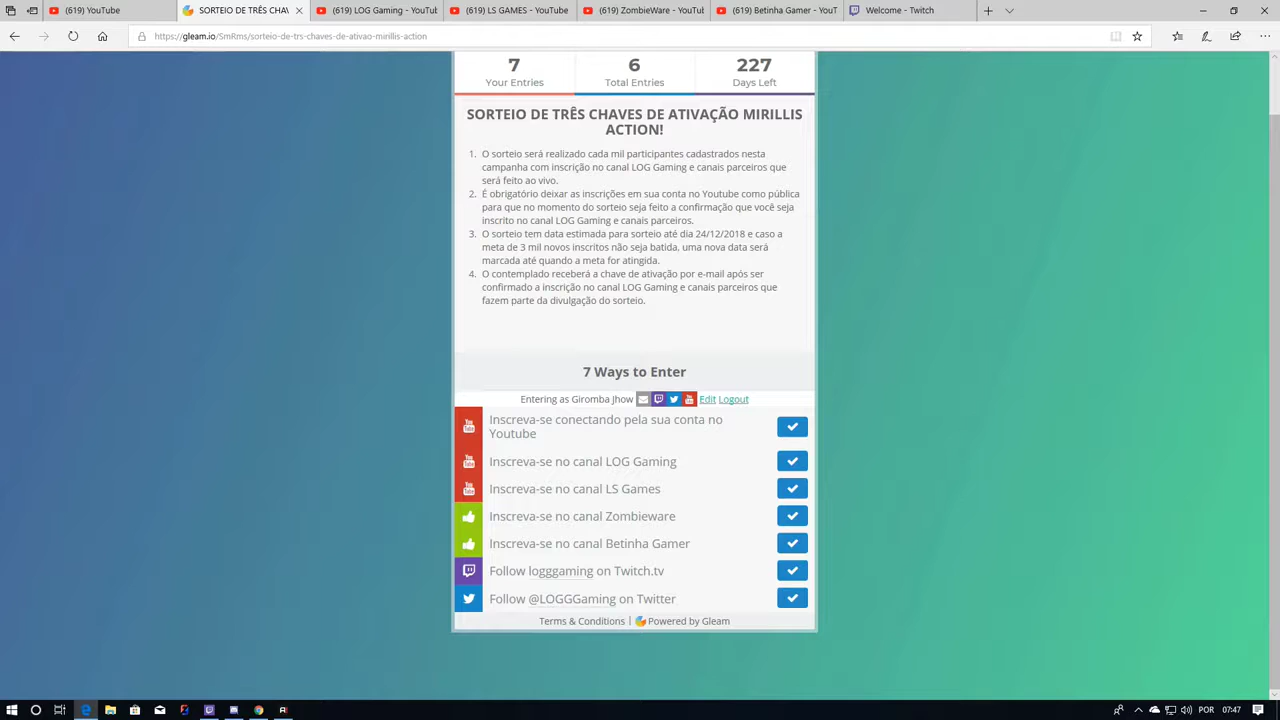 (619) YouTube
SORTEIO DE TRÊS CHAV
(619) LOG Gaming - YouTub
(619) LS GAMES - YouTube
(619) ZombieWare - YouTub
(619) Betinha Gamer - YouT
Welcome - Twitch
https://gleam.io/SmRms/sorteio-de-trs-chaves-de-ativao-mirillis-action
7
6
227
Your Entries
Total Entries
Days Left
SORTEIO DE TRÊS CHAVES DE ATIVAÇÃO MIRILLIS
ACTION!
1. O sorteio será realizado cada mil participantes cadastrados nesta
campanha com inscrição no canal LOG Gaming e canais parceiros que
será feito ao vivo.
2. É obrigatório deixar as inscrições em sua conta no Youtube como pública
para que no momento do sorteio seja feito a confirmação que você seja
inscrito no canal LOG Gaming e canais parceiros.
3. O sorteio tem data estimada para sorteio até dia 24/12/2018 e caso a
meta de 3 mil novos inscritos não seja batida, uma nova data será
marcada até quando a meta for atingida.
4. O contemplado receberá a chave de ativação por e-mail após ser
confirmado a inscrição no canal LOG Gaming e canais parceiros que
fazem parte da divulgação do sorteio.
7 Ways to Enter
Entering as Giromba Jhow Edit Logout
Inscreva-se conectando pela sua conta no
Youtube
Inscreva-se no canal LOG Gaming
Inscreva-se no canal LS Games
Inscreva-se no canal Zombieware
Inscreva-se no canal Betinha Gamer
Follow logggaming on Twitch.tv
Follow @LOGGGaming on Twitter
Terms & Conditions | Powered by Gleam
POR 07:47